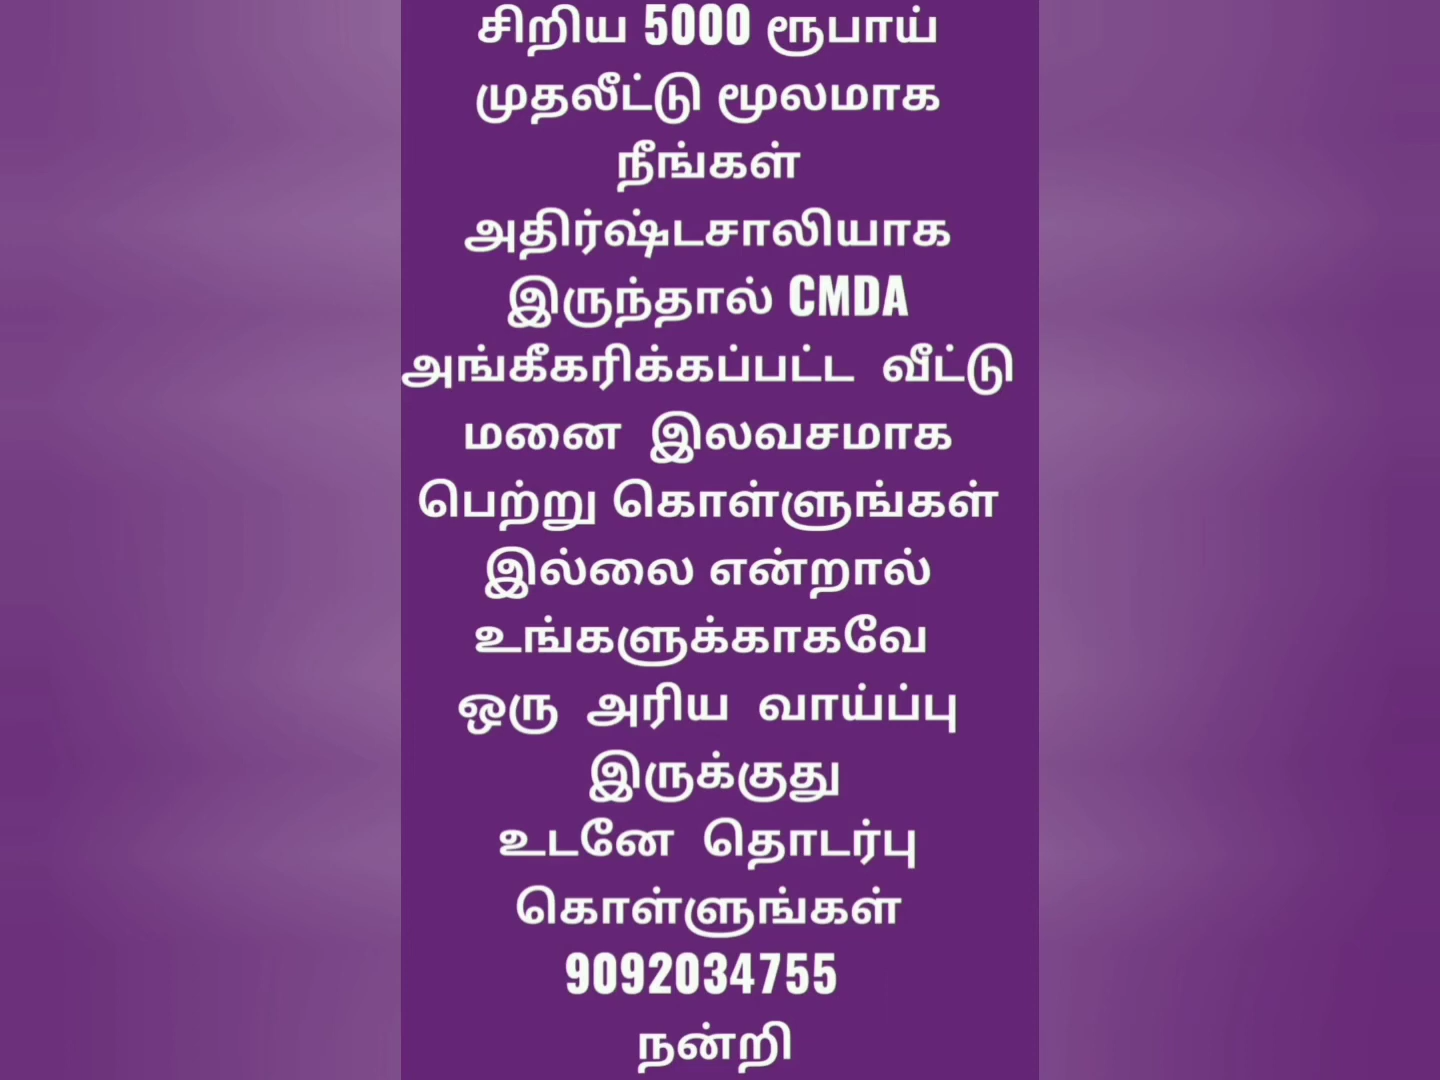 சிறிய 5000 ரூபாய்
முதலீட்டு மூலமாக
நீங்கள்
அதிர்ஷ்டசாலியாக
இருந்தால் CMDA
அங்கீகரிக்கப்பட்ட வீட்டு
மனை இலவசமாக
பெற்று கொள்ளுங்கள்
இல்லை என்றால்
உங்களுக்காகவே
ஒரு அரிய வாய்ப்பு
இருக்குது
உடனே தொடர்பு
கொள்ளுங்கள்
9092034755
நன்றி